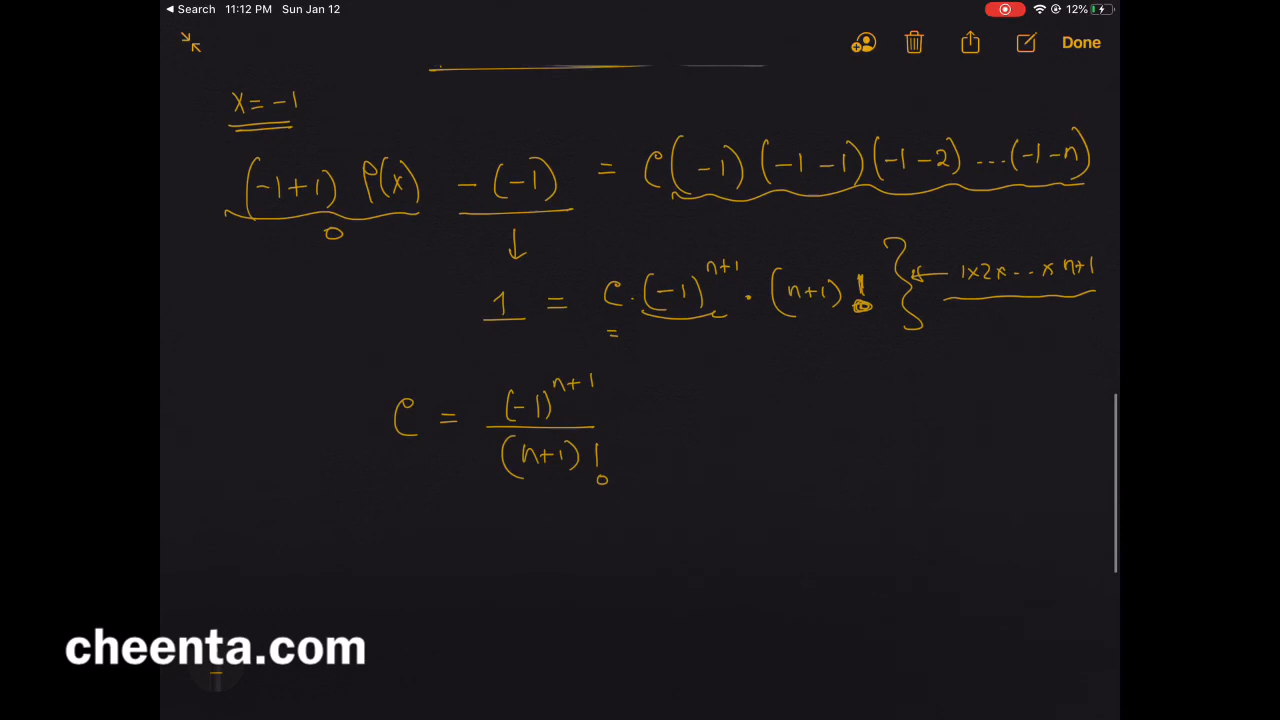 Search 11:12 PM Sun Jan 12 12%
Done
x = -1
(-1+1) P(x) - (-1) = C(-1)(-1-1)(-1-2) ...(-1-n)
0
1 = C·(-1)^{n+1}·(n+1)! } ← 1×2×...× n+1
=
C = (-1)^{n+1} / (n+1)!
cheenta.com